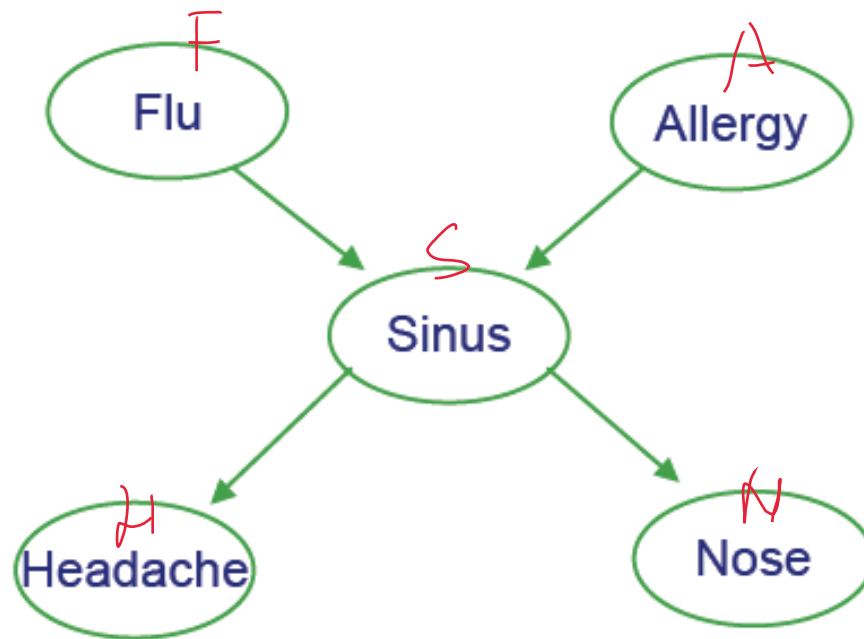 F
Flu
A
Allergy
S
Sinus
H
Headache
N
Nose